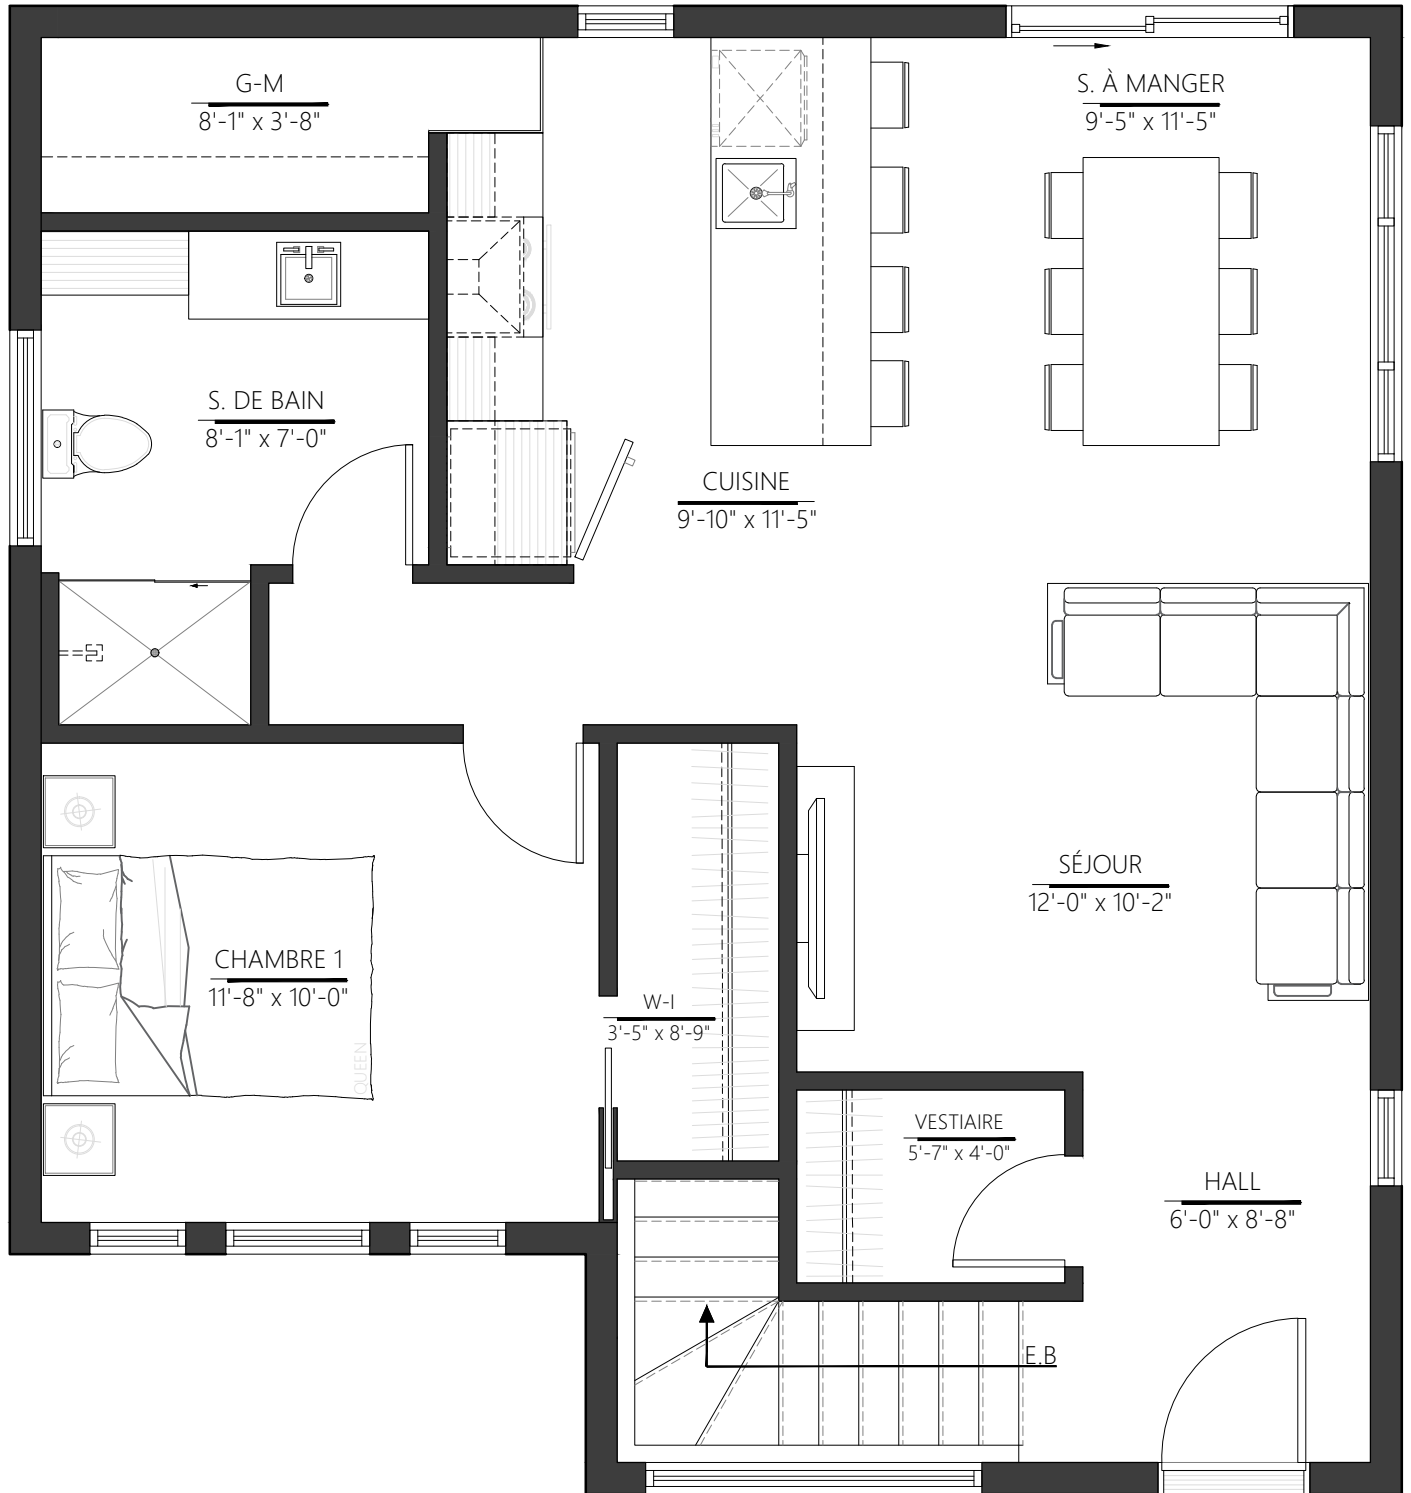 G-M
8'-1" x 3'-8"
S. À MANGER
9'-5" x 11'-5"
S. DE BAIN
8'-1" x 7'-0"
CUISINE
9'-10" x 11'-5"
SÉJOUR
12'-0" x 10'-2"
CHAMBRE 1
11'-8" x 10'-0"
QUEEN
W-I
3'-5" x 8'-9"
VESTIAIRE
5'-7" x 4'-0"
HALL
6'-0" x 8'-8"
E.B